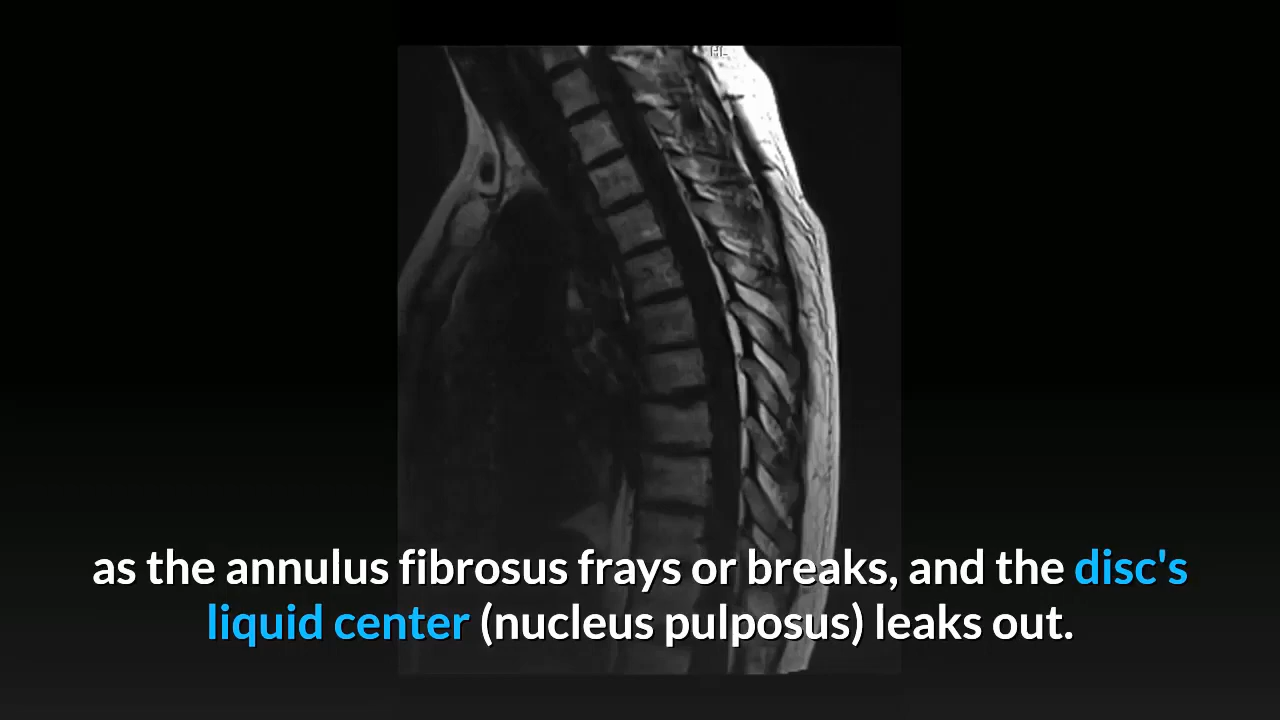 as the annulus fibrosus frays or breaks, and the disc's
liquid center (nucleus pulposus) leaks out.